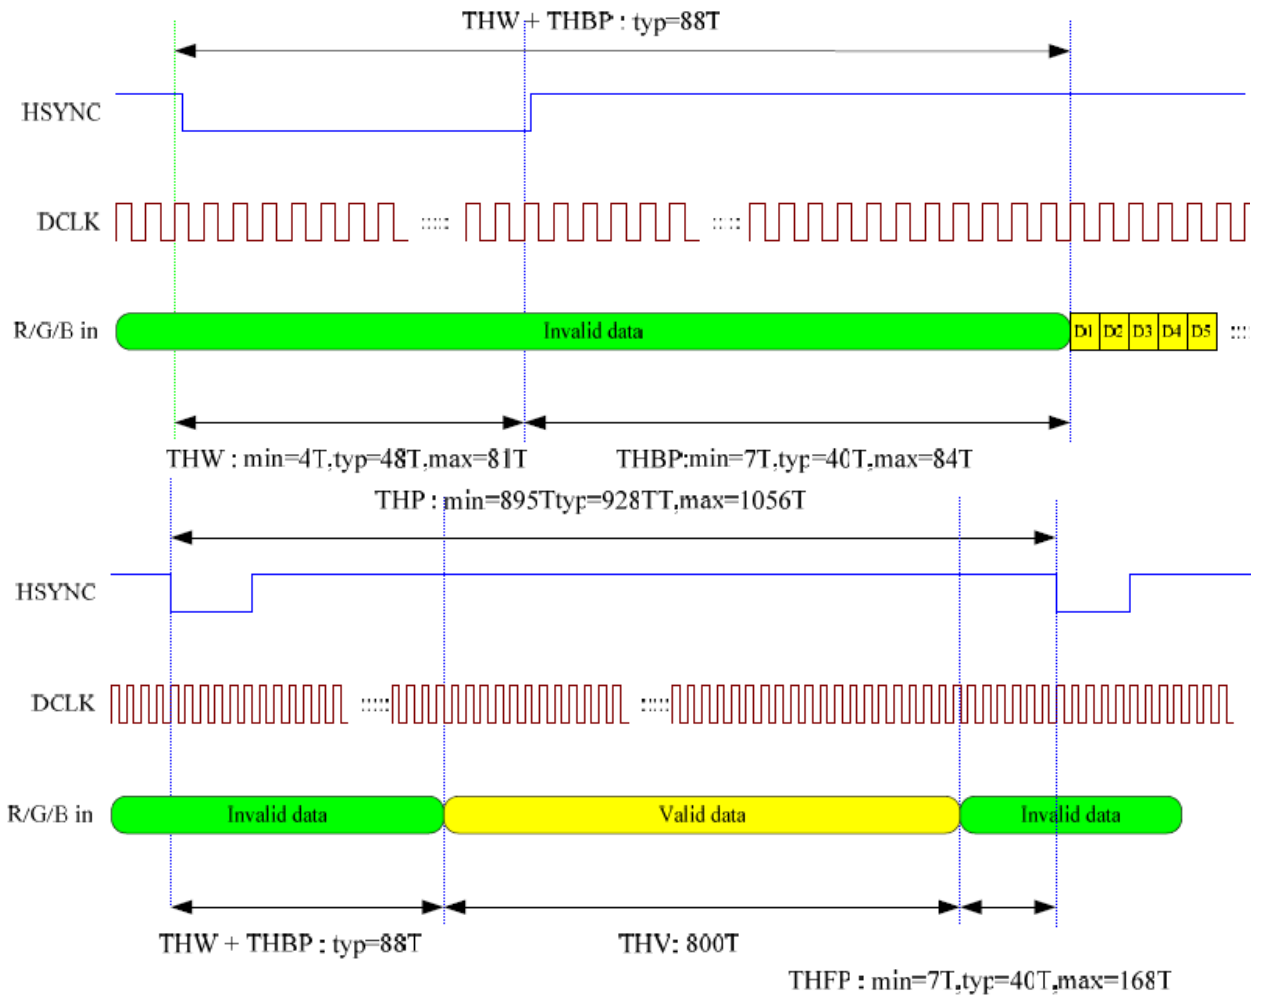 THW + THBP : typ=88T
HSYNC
DCLK
R/G/B in
Invalid data
D1 D2 D3 D4 D5
THW : min=4T,typ=48T,max=81T
THBP:min=7T,typ=40T,max=84T
THP : min=895Ttyp=928TT,max=1056T
HSYNC
DCLK
R/G/B in
Invalid data
Valid data
Invalid data
THW + THBP : typ=88T
THV: 800T
THFP : min=7T,typ=40T,max=168T